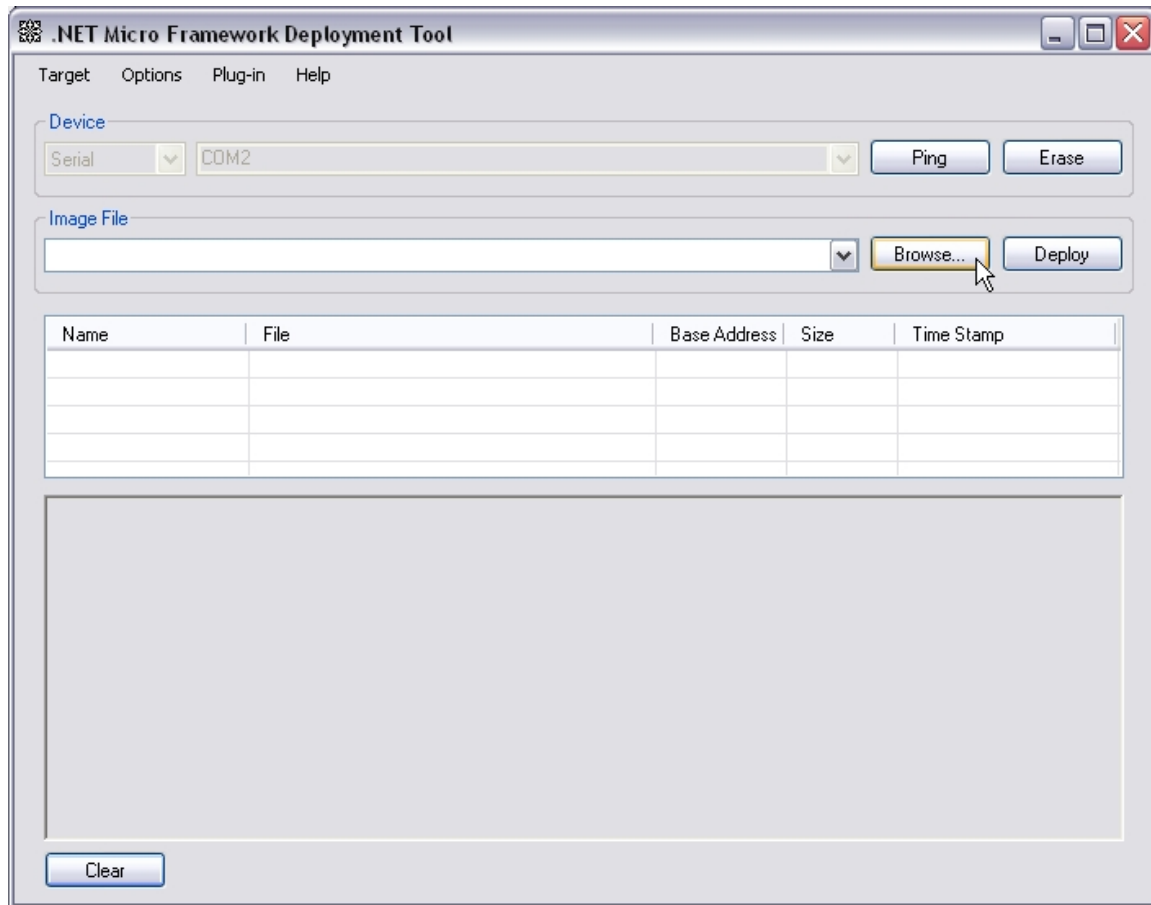 .NET Micro Framework Deployment Tool
Target Options Plug-in Help
Device
Serial COM2 Ping Erase
Image File
Browse... Deploy
Name File Base Address Size Time Stamp
Clear